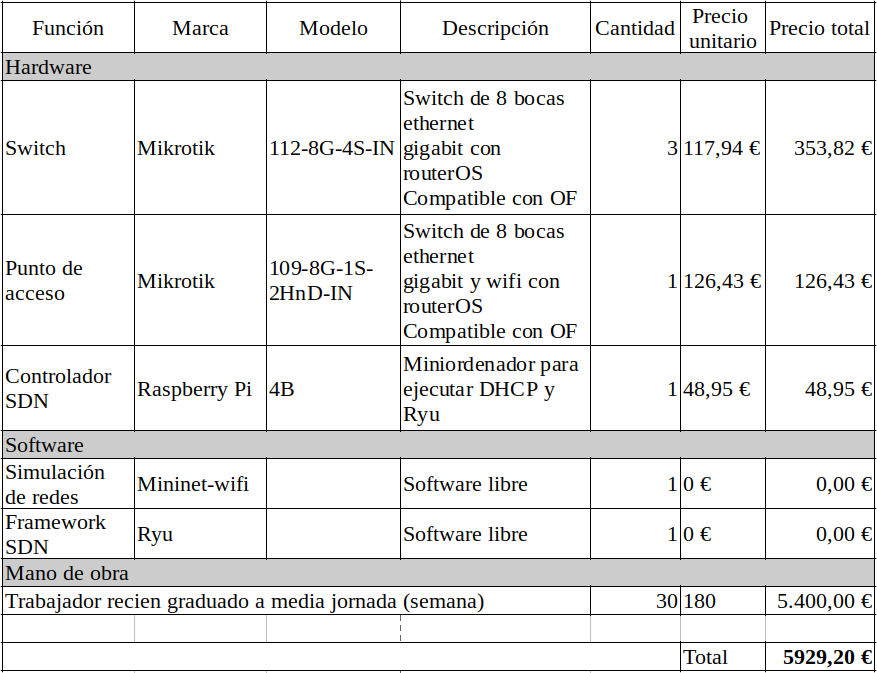 Función Marca Modelo Descripción Cantidad Precio unitario Precio total
Hardware
Switch Mikrotik 112-8G-4S-IN Switch de 8 bocas
ethernet
gigabit con
routerOS
Compatible con OF 3 117,94 € 353,82 €
Punto de
acceso Mikrotik 109-8G-1S-
2HnD-IN Switch de 8 bocas
ethernet
gigabit y wifi con
routerOS
Compatible con OF 1 126,43 € 126,43 €
Controlador
SDN Raspberry Pi 4B Miniordenador para
ejecutar DHCP y
Ryu 1 48,95 € 48,95 €
Software
Simulación
de redes Mininet-wifi Software libre 1 0 € 0,00 €
Framework
SDN Ryu Software libre 1 0 € 0,00 €
Mano de obra
Trabajador recien graduado a media jornada (semana) 30 180 5.400,00 €
Total 5929,20 €